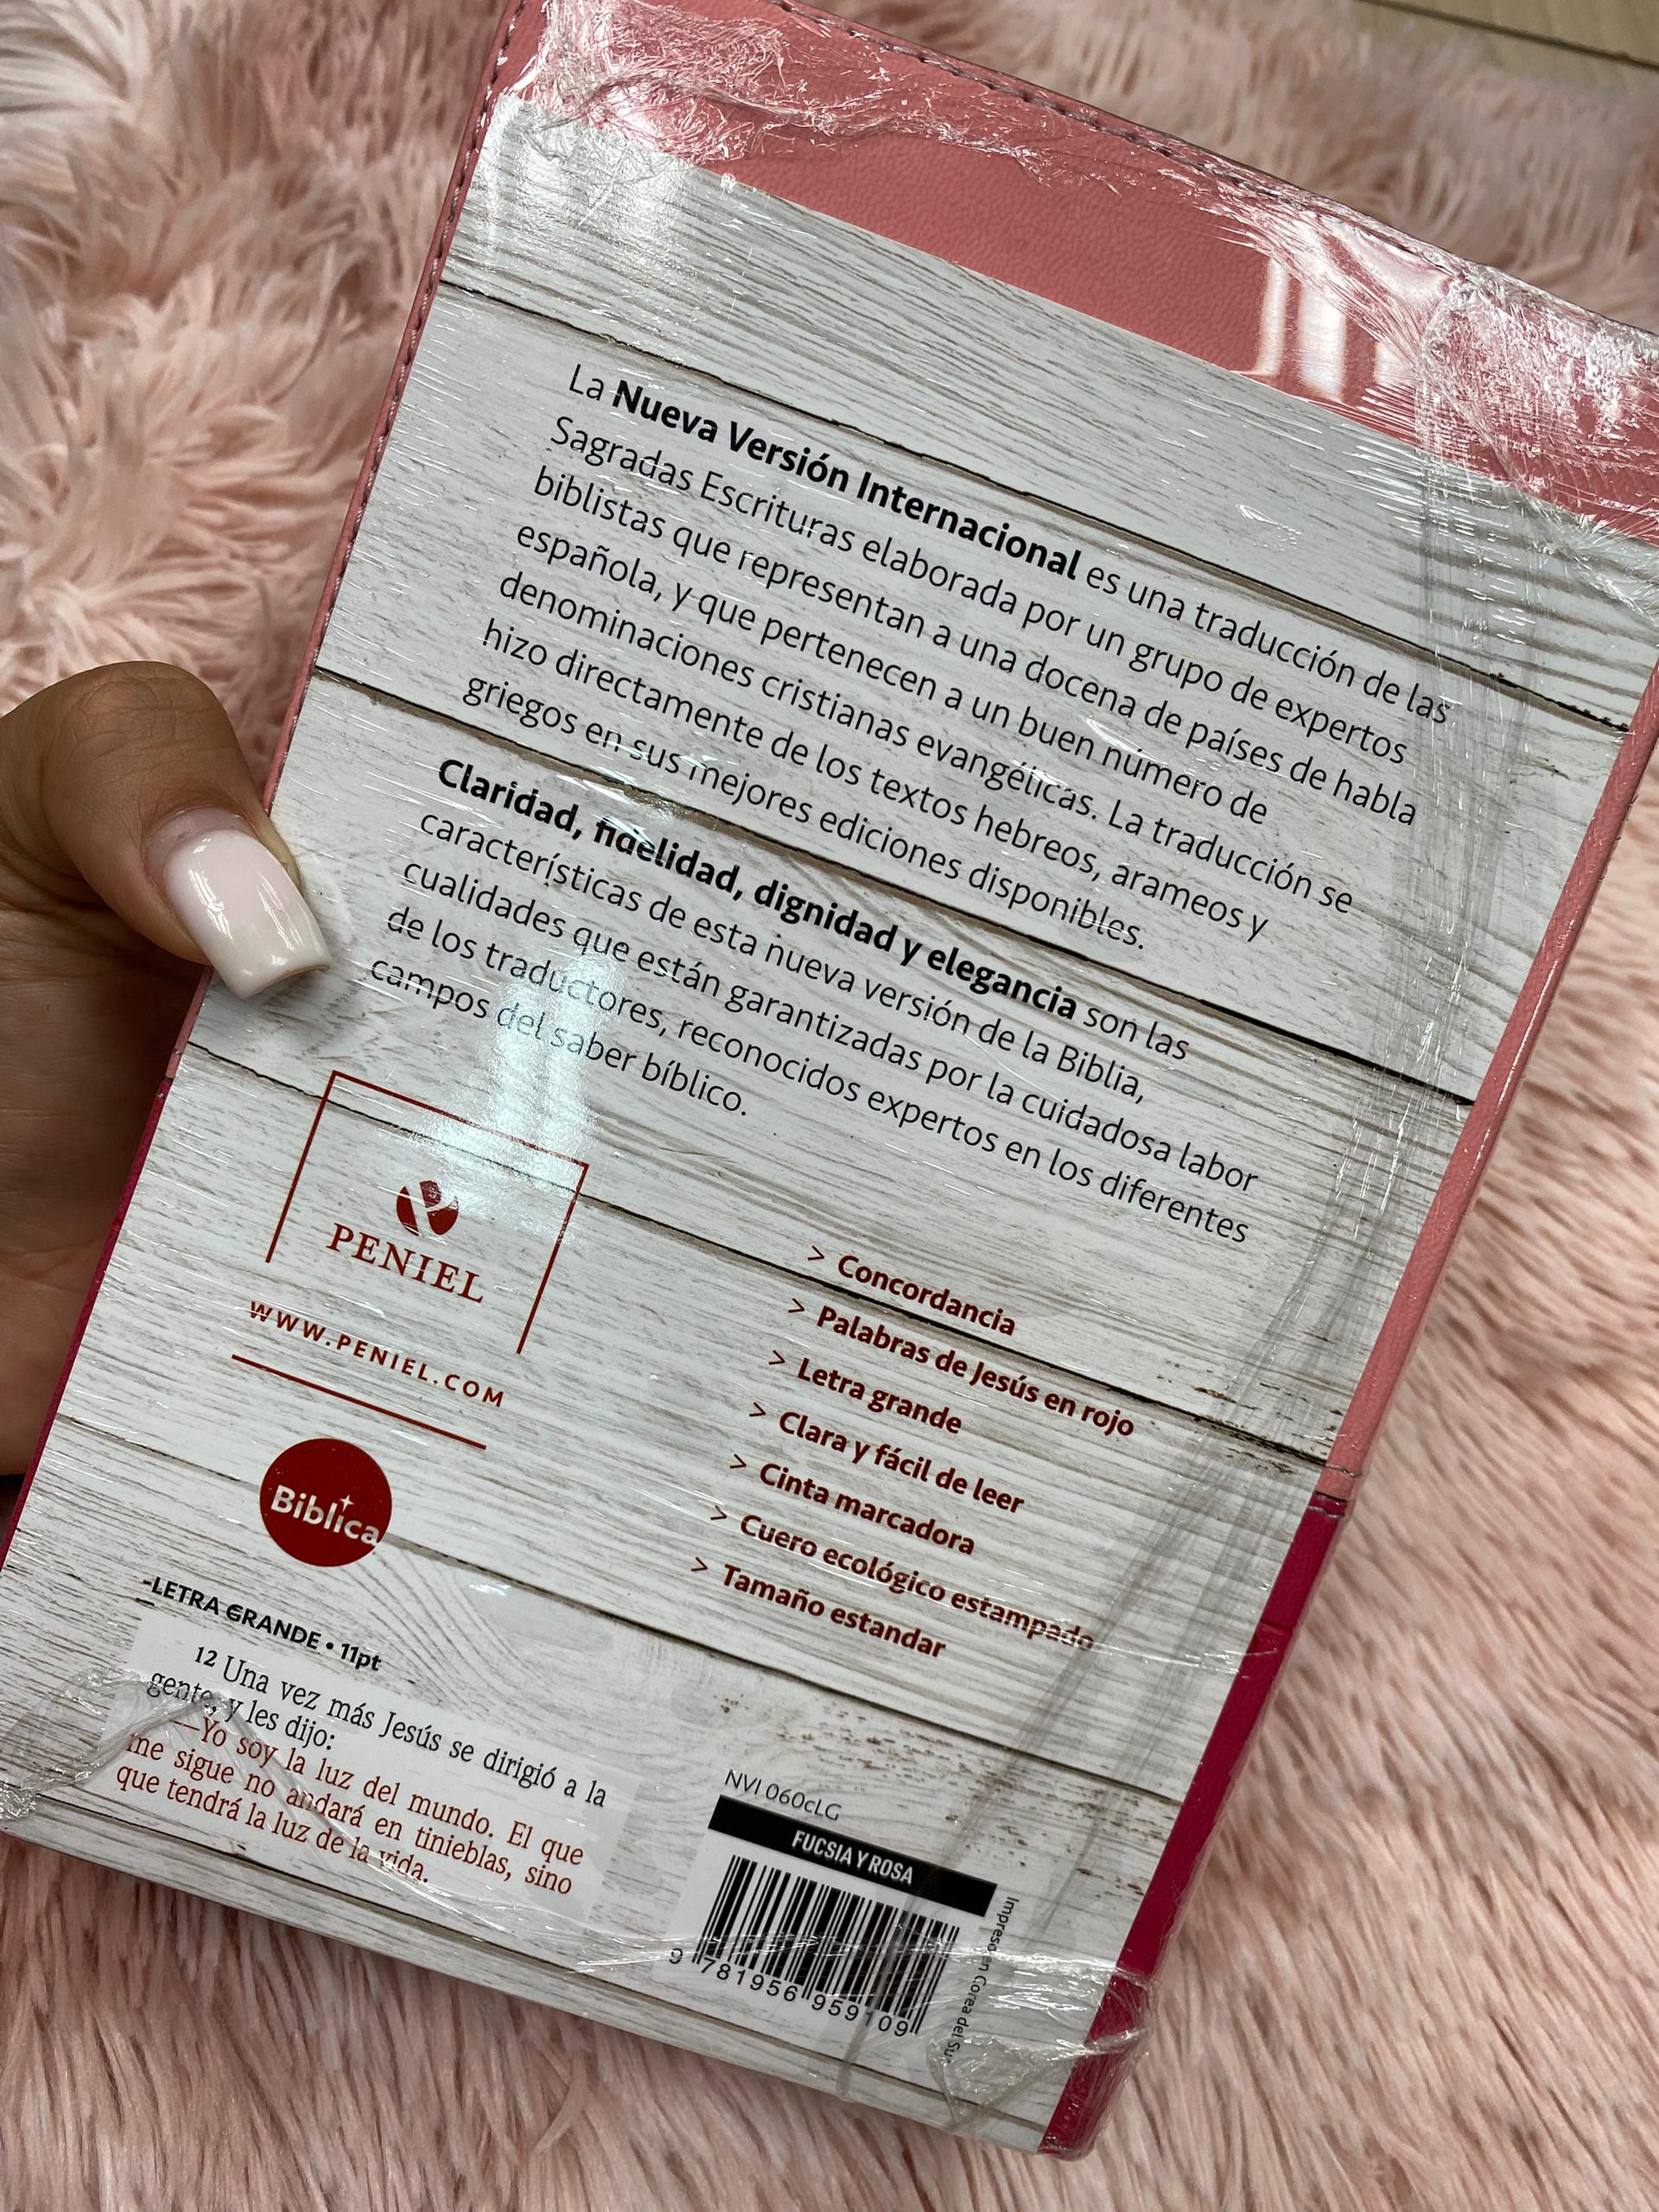 La Nueva Versión Internacional es una traducción de las
Sagradas Escrituras elaborada por un grupo de expertos
biblistas que representan a una docena de países de habla
española, y que pertenecen a un buen número de
denominaciones cristianas evangélicas. La traducción se
hizo directamente de los textos hebreos, arameos y
griegos en sus mejores ediciones disponibles.
Claridad, fidelidad, dignidad y elegancia son las
características de esta nueva versión de la Biblia,
cualidades que están garantizadas por la cuidadosa labor
de los traductores, reconocidos expertos en los diferentes
campos del saber bíblico.
PENIEL
WWW.PENIEL.COM
Biblica
> Concordancia
> Palabras de Jesús en rojo
> Letra grande
> Clara y fácil de leer
> Cinta marcadora
> Cuero ecológico estampado
> Tamaño estandar
LETRA GRANDE • 11pt
12 Una vez más Jesús se dirigió a la
gente, y les dijo:
—Yo soy la luz del mundo. El que
me sigue no andará en tinieblas, sino
que tendrá la luz de la vida.
NVI 060cLG
FUCSIA Y ROSA
9 781956 959109
Impreso en Corea del Sur